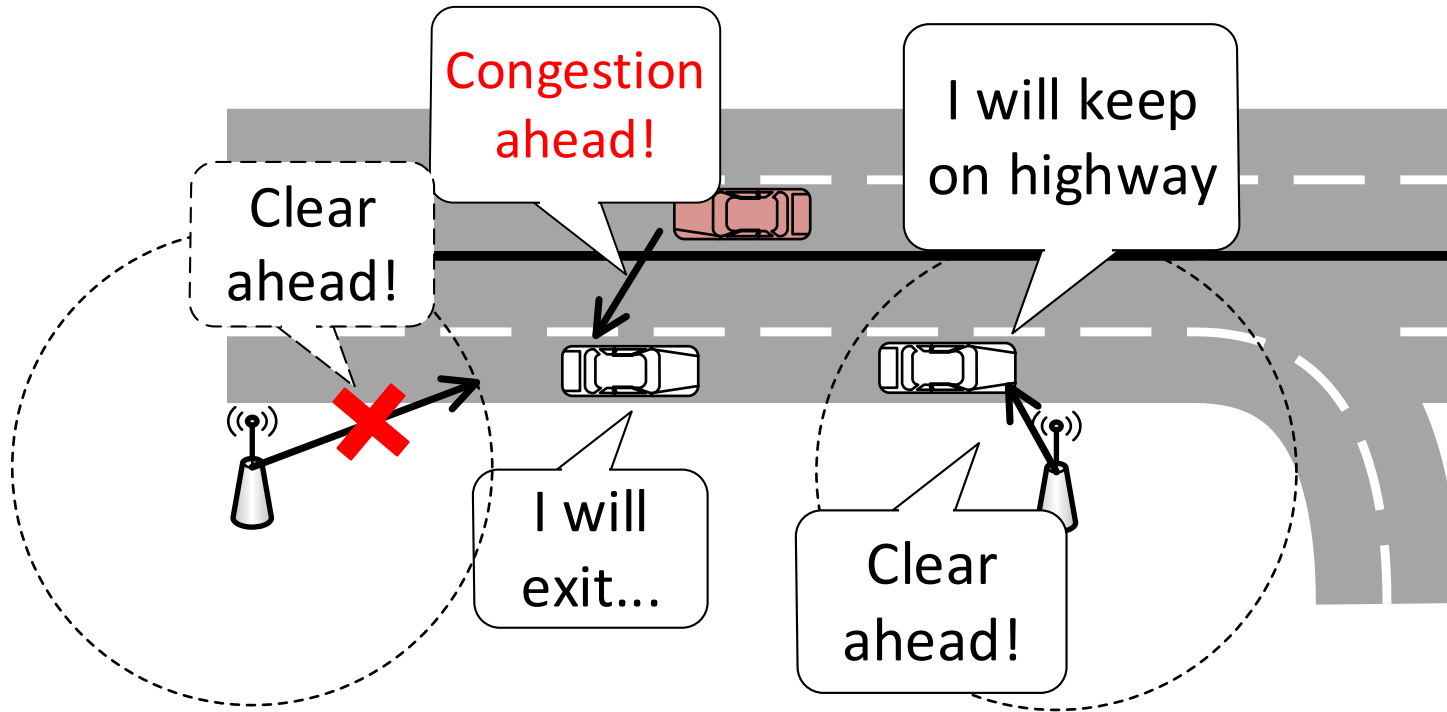 Congestion
ahead!
I will keep
on highway
Clear
ahead!
I will
exit...
Clear
ahead!